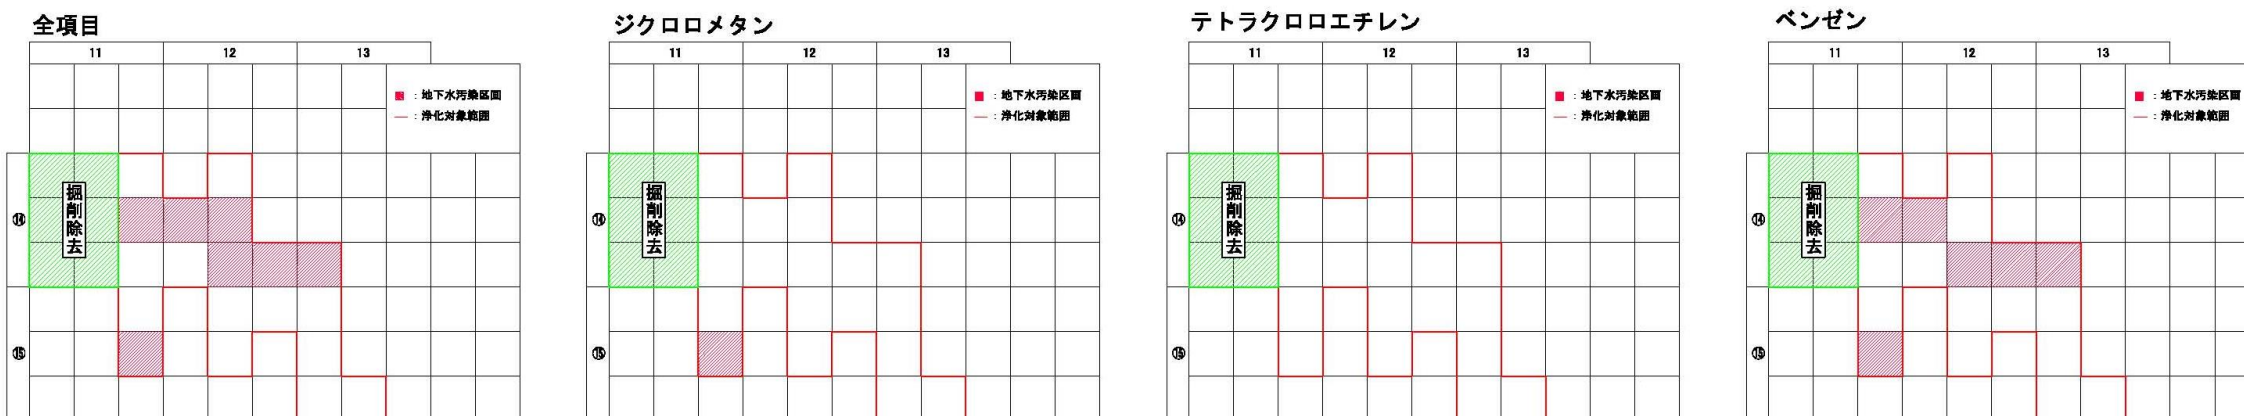 全項目
11 12 13
■ : 地下水汚染区画
― : 浄化対象範囲
掘削除去
⑭
⑮
ジクロロメタン
11 12 13
■ : 地下水汚染区画
― : 浄化対象範囲
掘削除去
⑭
⑮
テトラクロロエチレン
11 12 13
■ : 地下水汚染区画
― : 浄化対象範囲
掘削除去
⑭
⑮
ベンゼン
11 12 13
■ : 地下水汚染区画
― : 浄化対象範囲
掘削除去
⑭
⑮